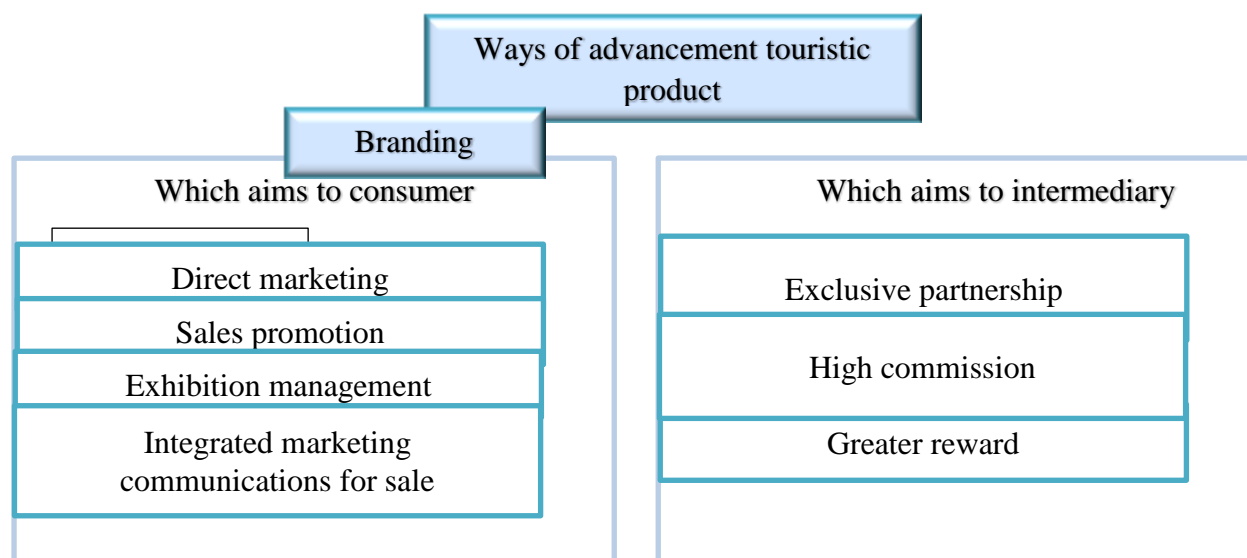 Ways of advancement touristic
product
Branding
Which aims to consumer
Direct marketing
Sales promotion
Exhibition management
Integrated marketing
communications for sale
Which aims to intermediary
Exclusive partnership
High commission
Greater reward